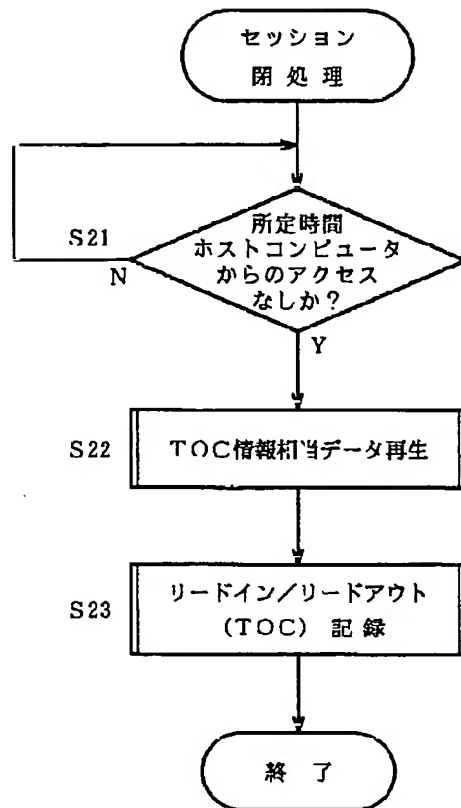 セッション
閉処理
S21
所定時間
ホストコンピュータ
からのアクセス
なしか？
N
Y
S22
TOC情報相当データ再生
S23
リードイン／リードアウト
（TOC）記録
終了